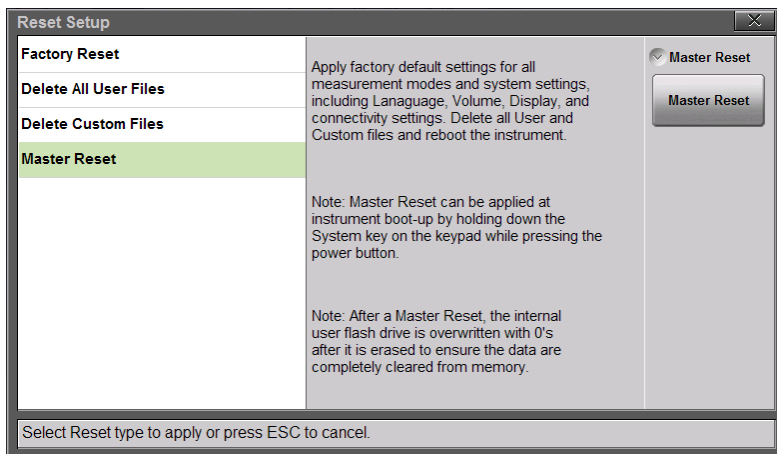 Reset Setup
Factory Reset
Delete All User Files
Delete Custom Files
Master Reset
Apply factory default settings for all
measurement modes and system settings,
including Lanaguage, Volume, Display, and
connectivity settings. Delete all User and
Custom files and reboot the instrument.
Note: Master Reset can be applied at
instrument boot-up by holding down the
System key on the keypad while pressing the
power button.
Note: After a Master Reset, the internal
user flash drive is overwritten with 0's
after it is erased to ensure the data are
completely cleared from memory.
Master Reset
Master Reset
Select Reset type to apply or press ESC to cancel.